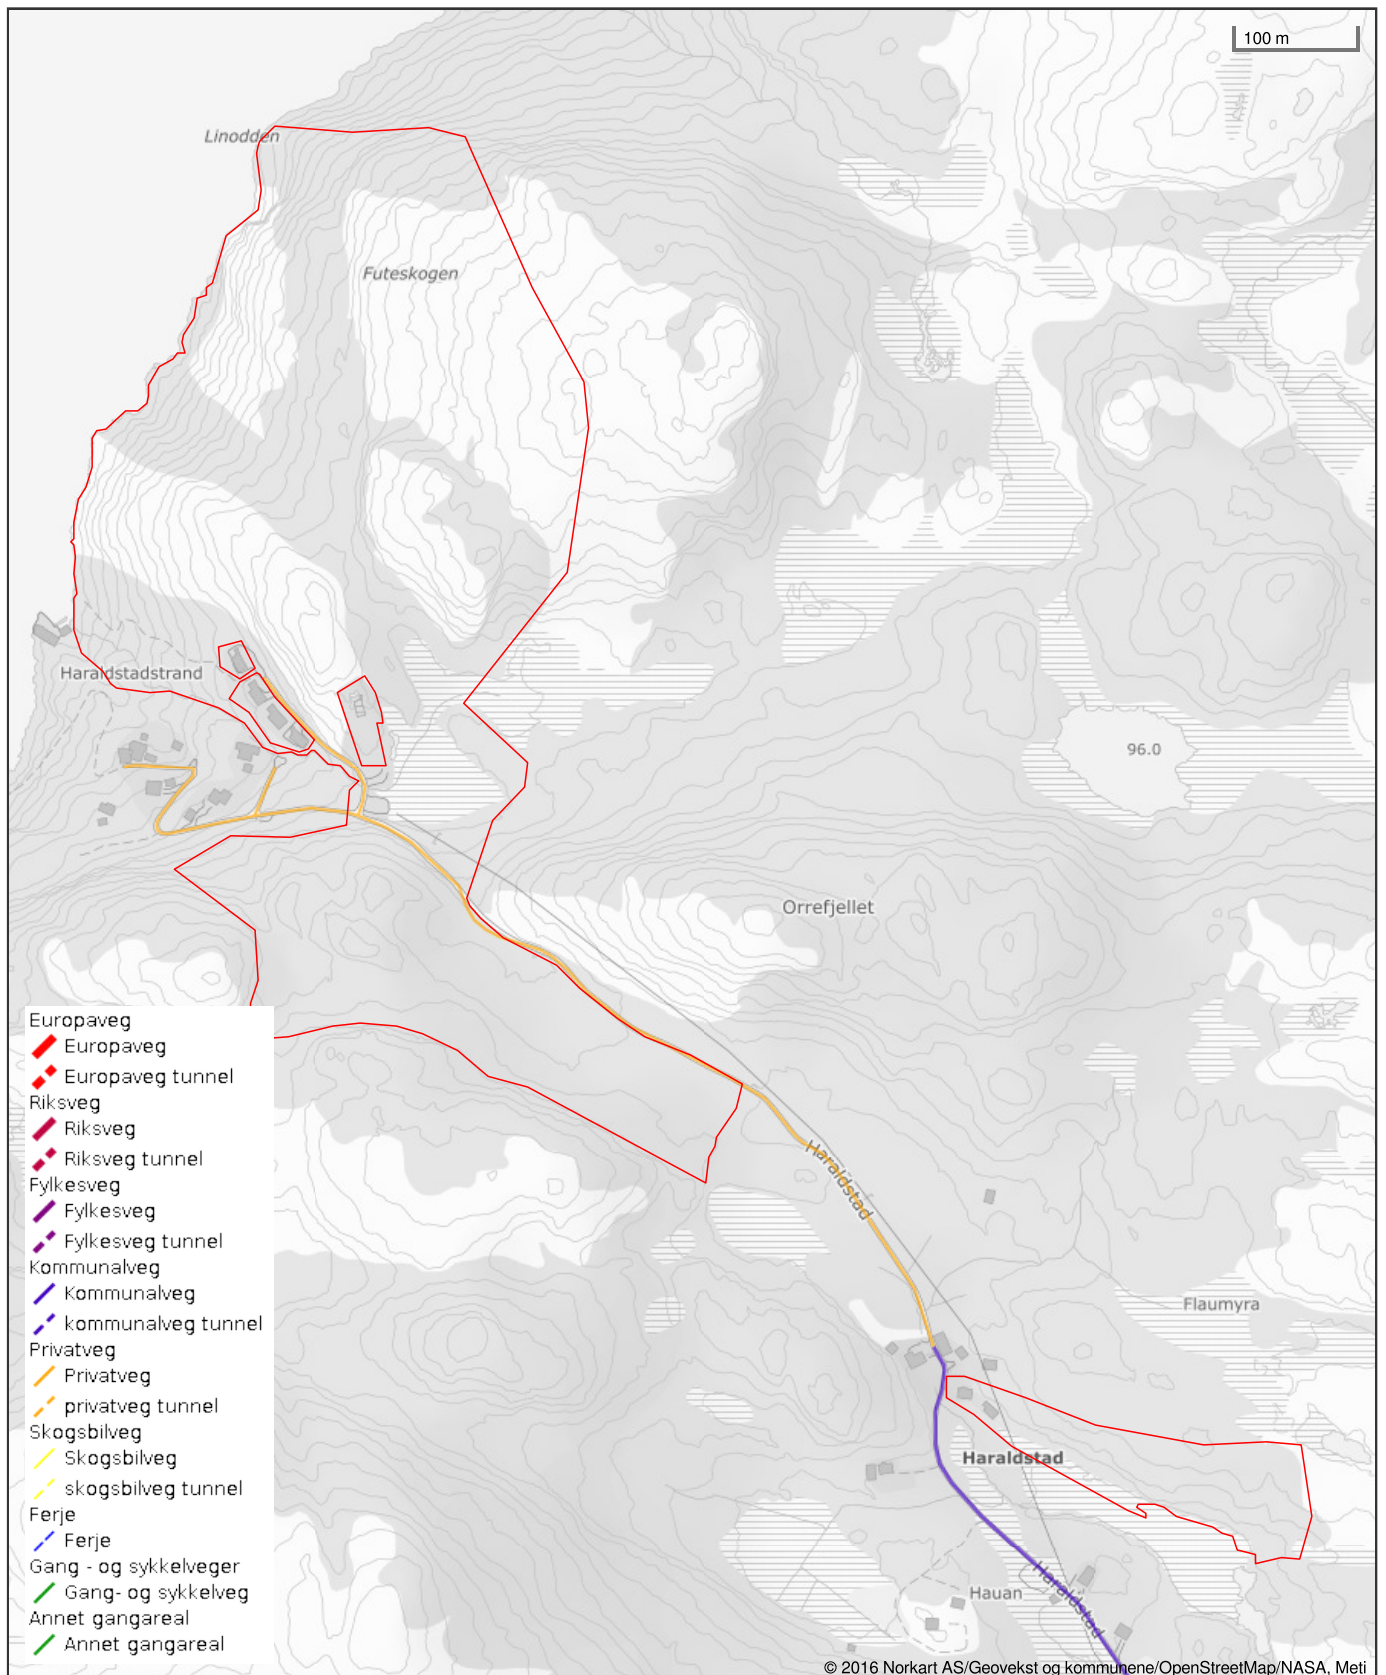 100 m
Linodden
Futeskogen
Haraldstadstrand
96.0
Orrefjellet
Haraldstad
Flaumyra
Haraldstad
Hauan
Haraldstad
Europaveg
Europaveg
Europaveg tunnel
Riksveg
Riksveg
Riksveg tunnel
Fylkesveg
Fylkesveg
Fylkesveg tunnel
Kommunalveg
Kommunalveg
kommunalveg tunnel
Privatveg
Privatveg
privatveg tunnel
Skogsbilveg
Skogsbilveg
skogsbilveg tunnel
Ferje
Ferje
Gang - og sykkelveger
Gang- og sykkelveg
Annet gangareal
Annet gangareal
© 2016 Norkart AS/Geovekst og kommunene/OpenStreetMap/NASA, Meti